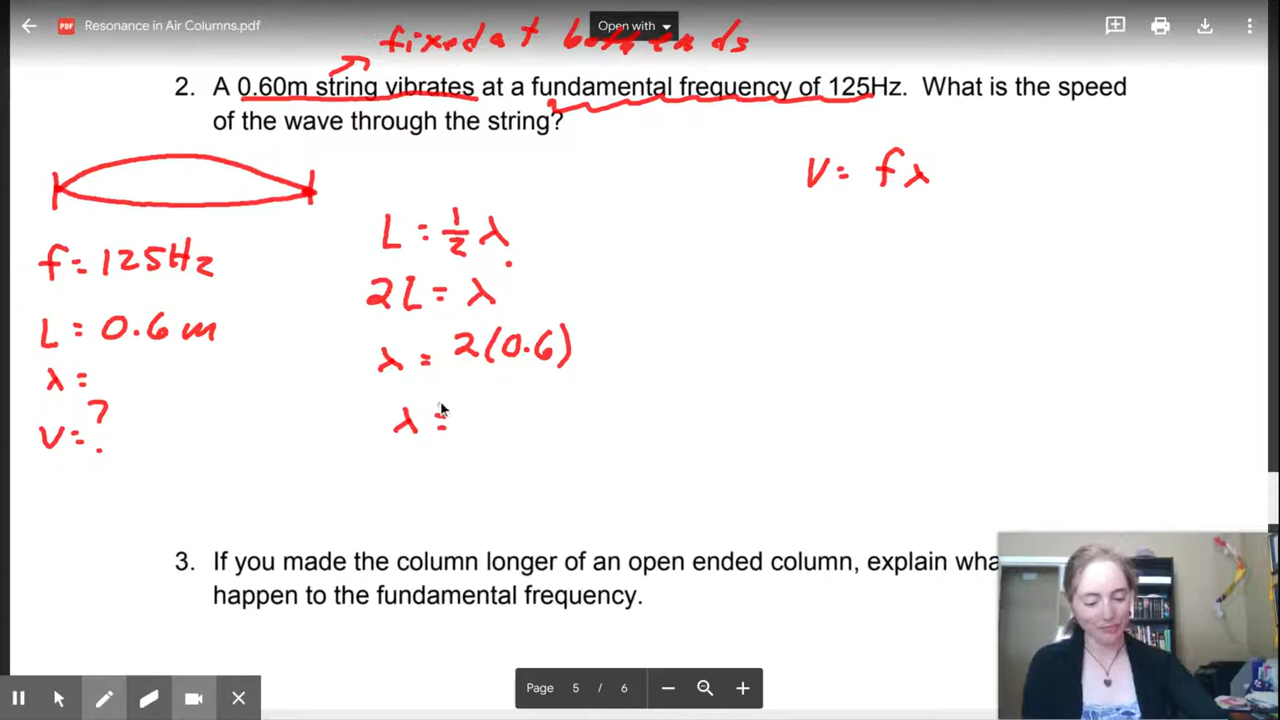 Resonance in Air Columns.pdf
Open with
fixed at both ends
2. A 0.60m string vibrates at a fundamental frequency of 125Hz. What is the speed
of the wave through the string?
v = fλ
f = 125Hz
L = 0.6 m
λ =
v = ?
L = 1/2 λ
2L = λ
λ = 2(0.6)
λ =
3. If you made the column longer of an open ended column, explain wha
happen to the fundamental frequency.
Page 5 / 6